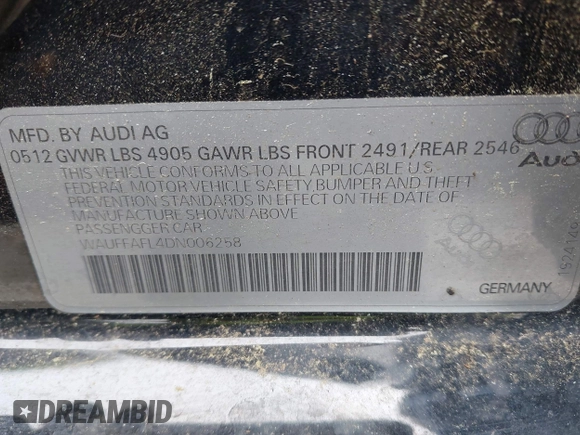 MFD. BY AUDI AG
0512 GVWR LBS 4905 GAWR LBS FRONT 2491/REAR 2546
THIS VEHICLE CONFORMS TO ALL APPLICABLE U.S.
FEDERAL MOTOR VEHICLE SAFETY, BUMPER AND THEFT
PREVENTION STANDARDS IN EFFECT ON THE DATE OF
MANUFACTURE SHOWN ABOVE
PASSENGER CAR
WAUFFAFL4DN006258
Audi
Audi
GERMANY
DREAMBID